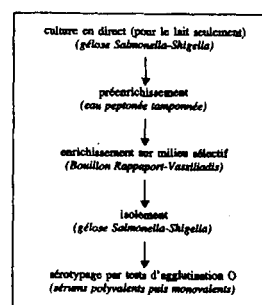 culture en direct (pour le lait seulement)
(gélose Salmonella-Shigella)
préenrichissement
(eau peptonée tamponnée)
enrichissement sur milieu sélectif
(Bouillon Rappaport-Vassiliadis)
isolement
(gélose Salmonella-Shigella)
sérotypage par tests d'agglutination O
(sérums polyvalents puis monovalents)